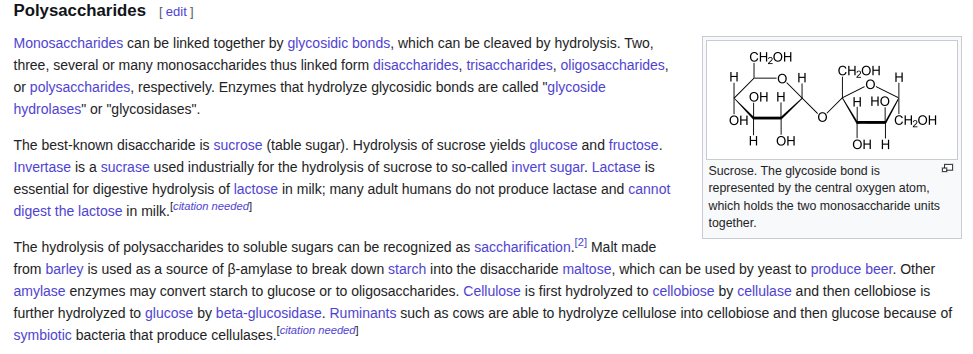 Polysaccharides [ edit ]
Monosaccharides can be linked together by glycosidic bonds, which can be cleaved by hydrolysis. Two,
three, several or many monosaccharides thus linked form disaccharides, trisaccharides, oligosaccharides,
or polysaccharides, respectively. Enzymes that hydrolyze glycosidic bonds are called "glycoside
hydrolases" or "glycosidases".
The best-known disaccharide is sucrose (table sugar). Hydrolysis of sucrose yields glucose and fructose.
Invertase is a sucrase used industrially for the hydrolysis of sucrose to so-called invert sugar. Lactase is
essential for digestive hydrolysis of lactose in milk; many adult humans do not produce lactase and cannot
digest the lactose in milk.[citation needed]
The hydrolysis of polysaccharides to soluble sugars can be recognized as saccharification.[2] Malt made
from barley is used as a source of β-amylase to break down starch into the disaccharide maltose, which can be used by yeast to produce beer. Other
amylase enzymes may convert starch to glucose or to oligosaccharides. Cellulose is first hydrolyzed to cellobiose by cellulase and then cellobiose is
further hydrolyzed to glucose by beta-glucosidase. Ruminants such as cows are able to hydrolyze cellulose into cellobiose and then glucose because of
symbiotic bacteria that produce cellulases.[citation needed]
CH2OH
CH2OH
H O H O H
OH H H HO
OH O CH2OH
H OH OH H
Sucrose. The glycoside bond is
represented by the central oxygen atom,
which holds the two monosaccharide units
together.